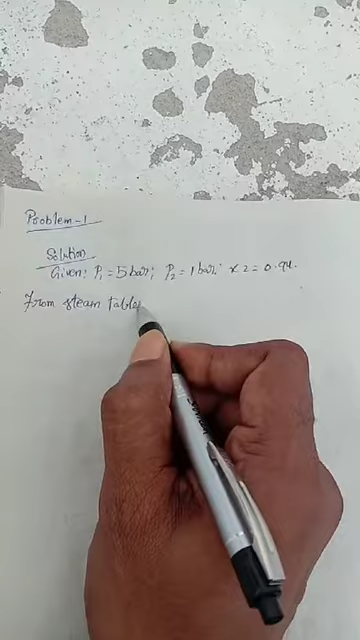 Problem-1
Solution
Given: P₁ = 5 bar; P₂ = 1 bar; x2 = 0.94.
From steam table